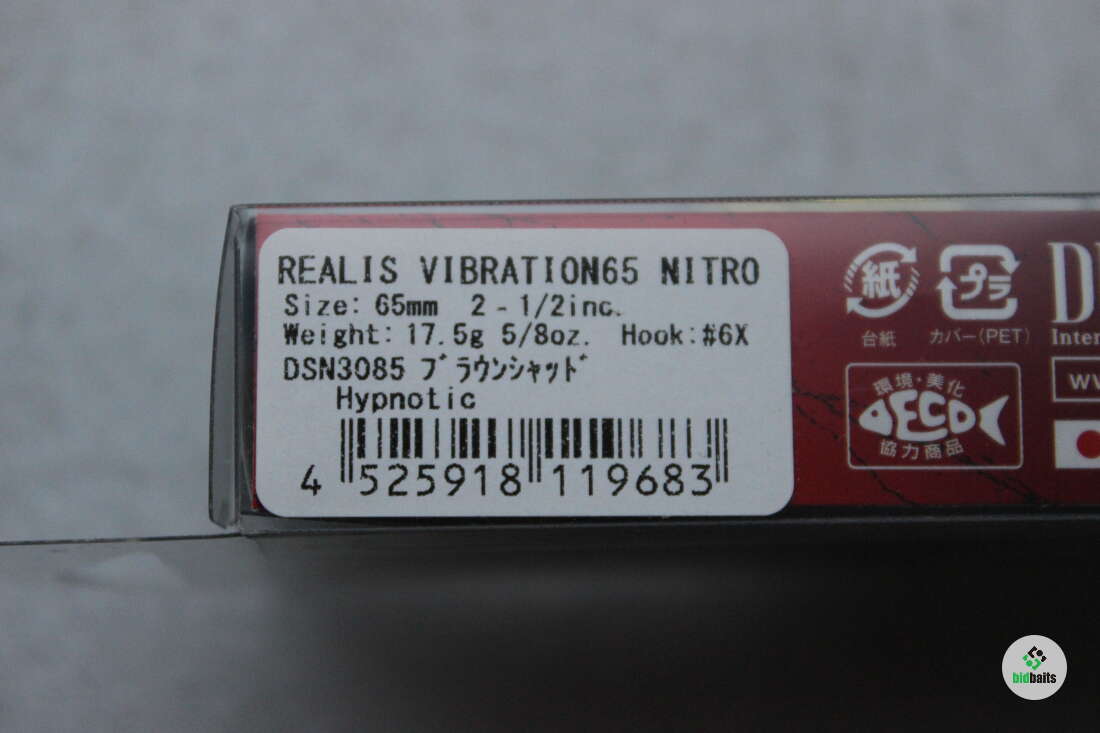 REALIS VIBRATION65 NITRO
Size: 65mm 2-1/2inc.
Weight: 17.5g 5/8oz. Hook:#6X
DSN3085 ﾌﾞﾗｳﾝｼｬｯﾄﾞ
Hypnotic
4 525918 119683
紙
台紙
プラ
カバー(PET)
環境・美化
DECO
協力商品
D
Inter
bidbaits